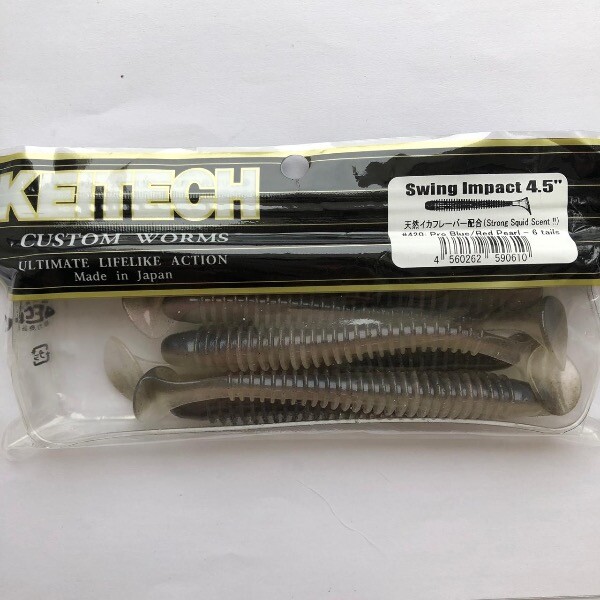 KEITECH
CUSTOM WORMS
ULTIMATE LIFELIKE ACTION
Made in Japan
Swing Impact 4.5"
天然イカフレーバー配合(Strong Squid Scent !!)
#420 Pro Blue/Red Pearl - 6 tails
4 560262 590610